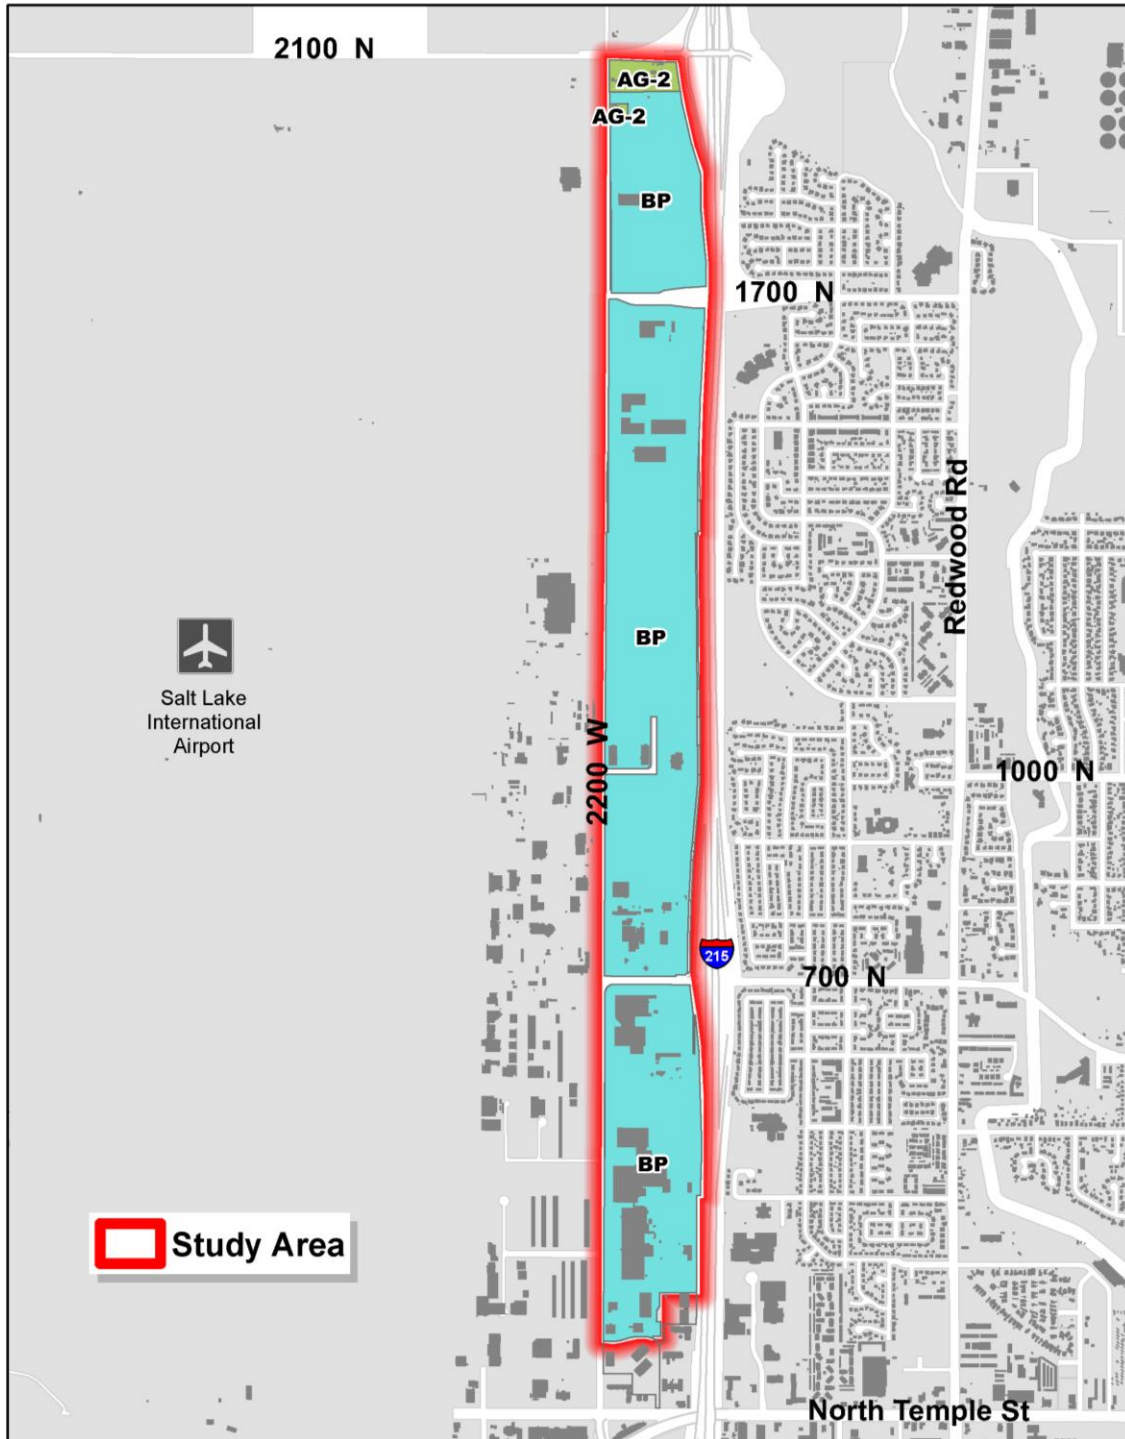 2100 N
AG-2
AG-2
BP
1700 N
Redwood Rd
BP
Salt Lake
International
Airport
2200 W
1000 N
215
700 N
BP
Study Area
North Temple St